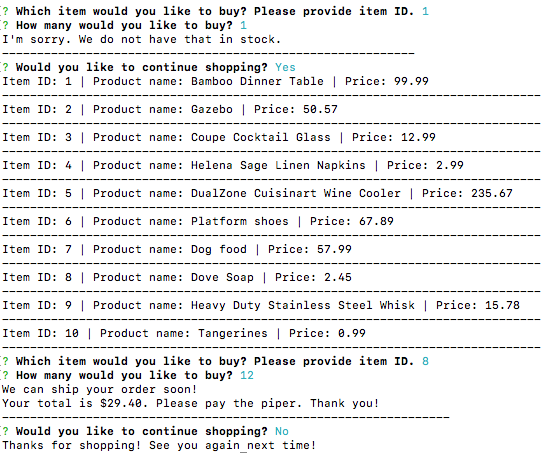 ? Which item would you like to buy? Please provide item ID. 1
? How many would you like to buy? 1
I'm sorry. We do not have that in stock.
-----------------------------------------------------------
? Would you like to continue shopping? Yes
Item ID: 1 | Product name: Bamboo Dinner Table | Price: 99.99
-----------------------------------------------------------------------------
Item ID: 2 | Product name: Gazebo | Price: 50.57
-----------------------------------------------------------------------------
Item ID: 3 | Product name: Coupe Cocktail Glass | Price: 12.99
-----------------------------------------------------------------------------
Item ID: 4 | Product name: Helena Sage Linen Napkins | Price: 2.99
-----------------------------------------------------------------------------
Item ID: 5 | Product name: DualZone Cuisinart Wine Cooler | Price: 235.67
-----------------------------------------------------------------------------
Item ID: 6 | Product name: Platform shoes | Price: 67.89
-----------------------------------------------------------------------------
Item ID: 7 | Product name: Dog food | Price: 57.99
-----------------------------------------------------------------------------
Item ID: 8 | Product name: Dove Soap | Price: 2.45
-----------------------------------------------------------------------------
Item ID: 9 | Product name: Heavy Duty Stainless Steel Whisk | Price: 15.78
-----------------------------------------------------------------------------
Item ID: 10 | Product name: Tangerines | Price: 0.99
-----------------------------------------------------------------------------
? Which item would you like to buy? Please provide item ID. 8
? How many would you like to buy? 12
We can ship your order soon!
Your total is $29.40. Please pay the piper. Thank you!
----------------------------------------------------------------
? Would you like to continue shopping? No
Thanks for shopping! See you again next time!